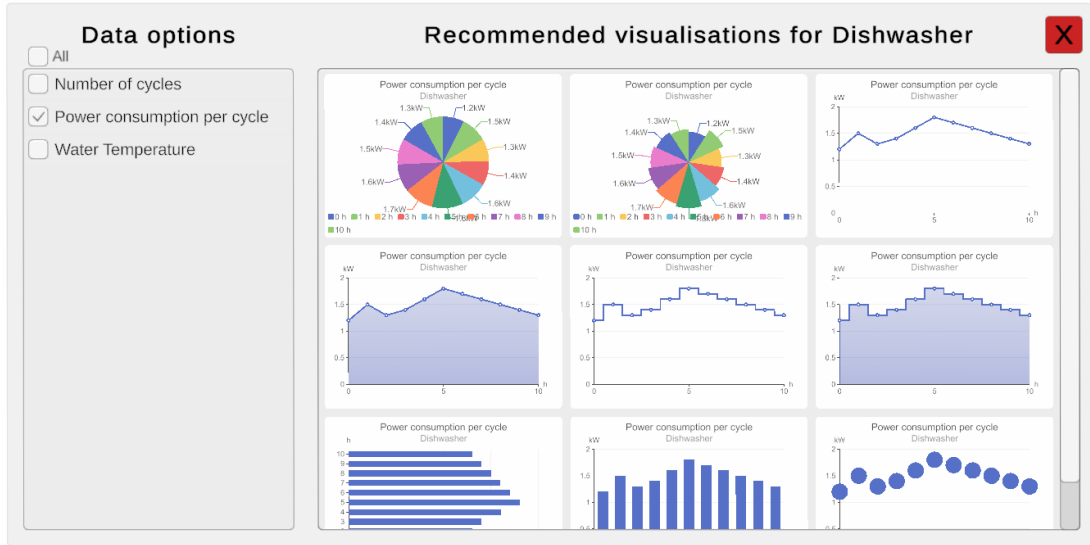 Data options
Recommended visualisations for Dishwasher
X
All
Number of cycles
Power consumption per cycle
Water Temperature
Power consumption per cycle
Dishwasher
1.3kW
1.2kW
1.4kW
1.5kW
1.5kW
1.3kW
1.6kW
1.4kW
1.7kW
1.6kW
0 h 1 h 2 h 3 h 4 h 7 h 8 h 9 h
10 h
Power consumption per cycle
Dishwasher
1.3kW
1.2kW
1.4kW
1.5kW
1.5kW
1.3kW
1.6kW
1.4kW
1.7kW
1.6kW
0 h 1 h 2 h 3 h 4 h 6 h 7 h 8 h 9 h
10 h
Power consumption per cycle
Dishwasher
kW
2
1.5
1
0.5
0
0 5 10
h
Power consumption per cycle
Dishwasher
kW
2
1.5
1
0.5
0
0 5 10
h
Power consumption per cycle
Dishwasher
kW
2
1.5
1
0.5
0
0 5 10
h
Power consumption per cycle
Dishwasher
kW
2
1.5
1
0.5
0
0 5 10
h
Power consumption per cycle
Dishwasher
h
10
9
8
7
6
5
4
3
Power consumption per cycle
Dishwasher
kW
2
1.5
1
0.5
Power consumption per cycle
Dishwasher
kW
2
1.5
1
0.5